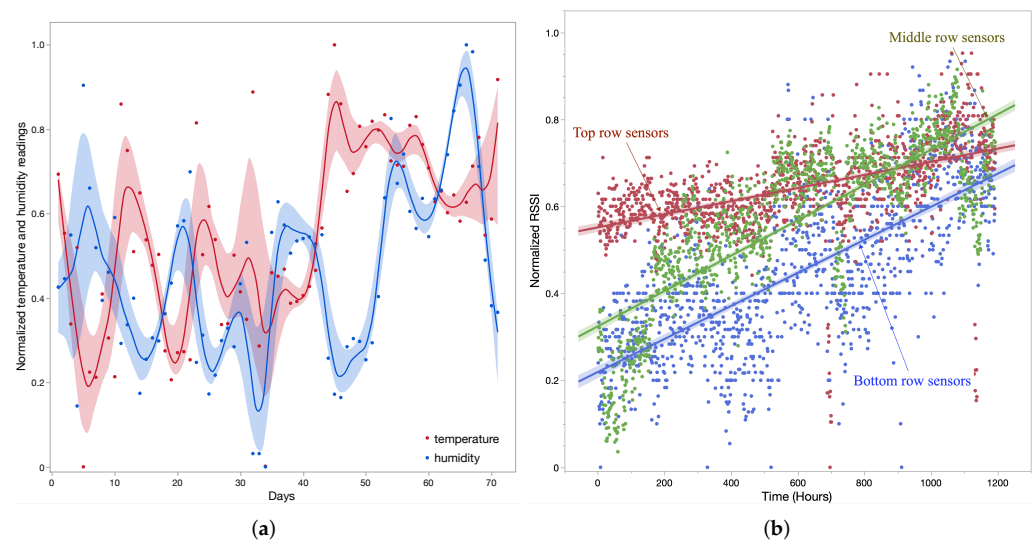 Normalized temperature and humidity readings
1.0
0.8
0.6
0.4
0.2
0
0
10
20
30
40
50
60
70
Days
temperature
humidity
(a)
Normalized RSSI
1.0
0.8
0.6
0.4
0.2
0
Middle row sensors
Top row sensors
Bottom row sensors
0
200
400
600
800
1000
1200
Time (Hours)
(b)